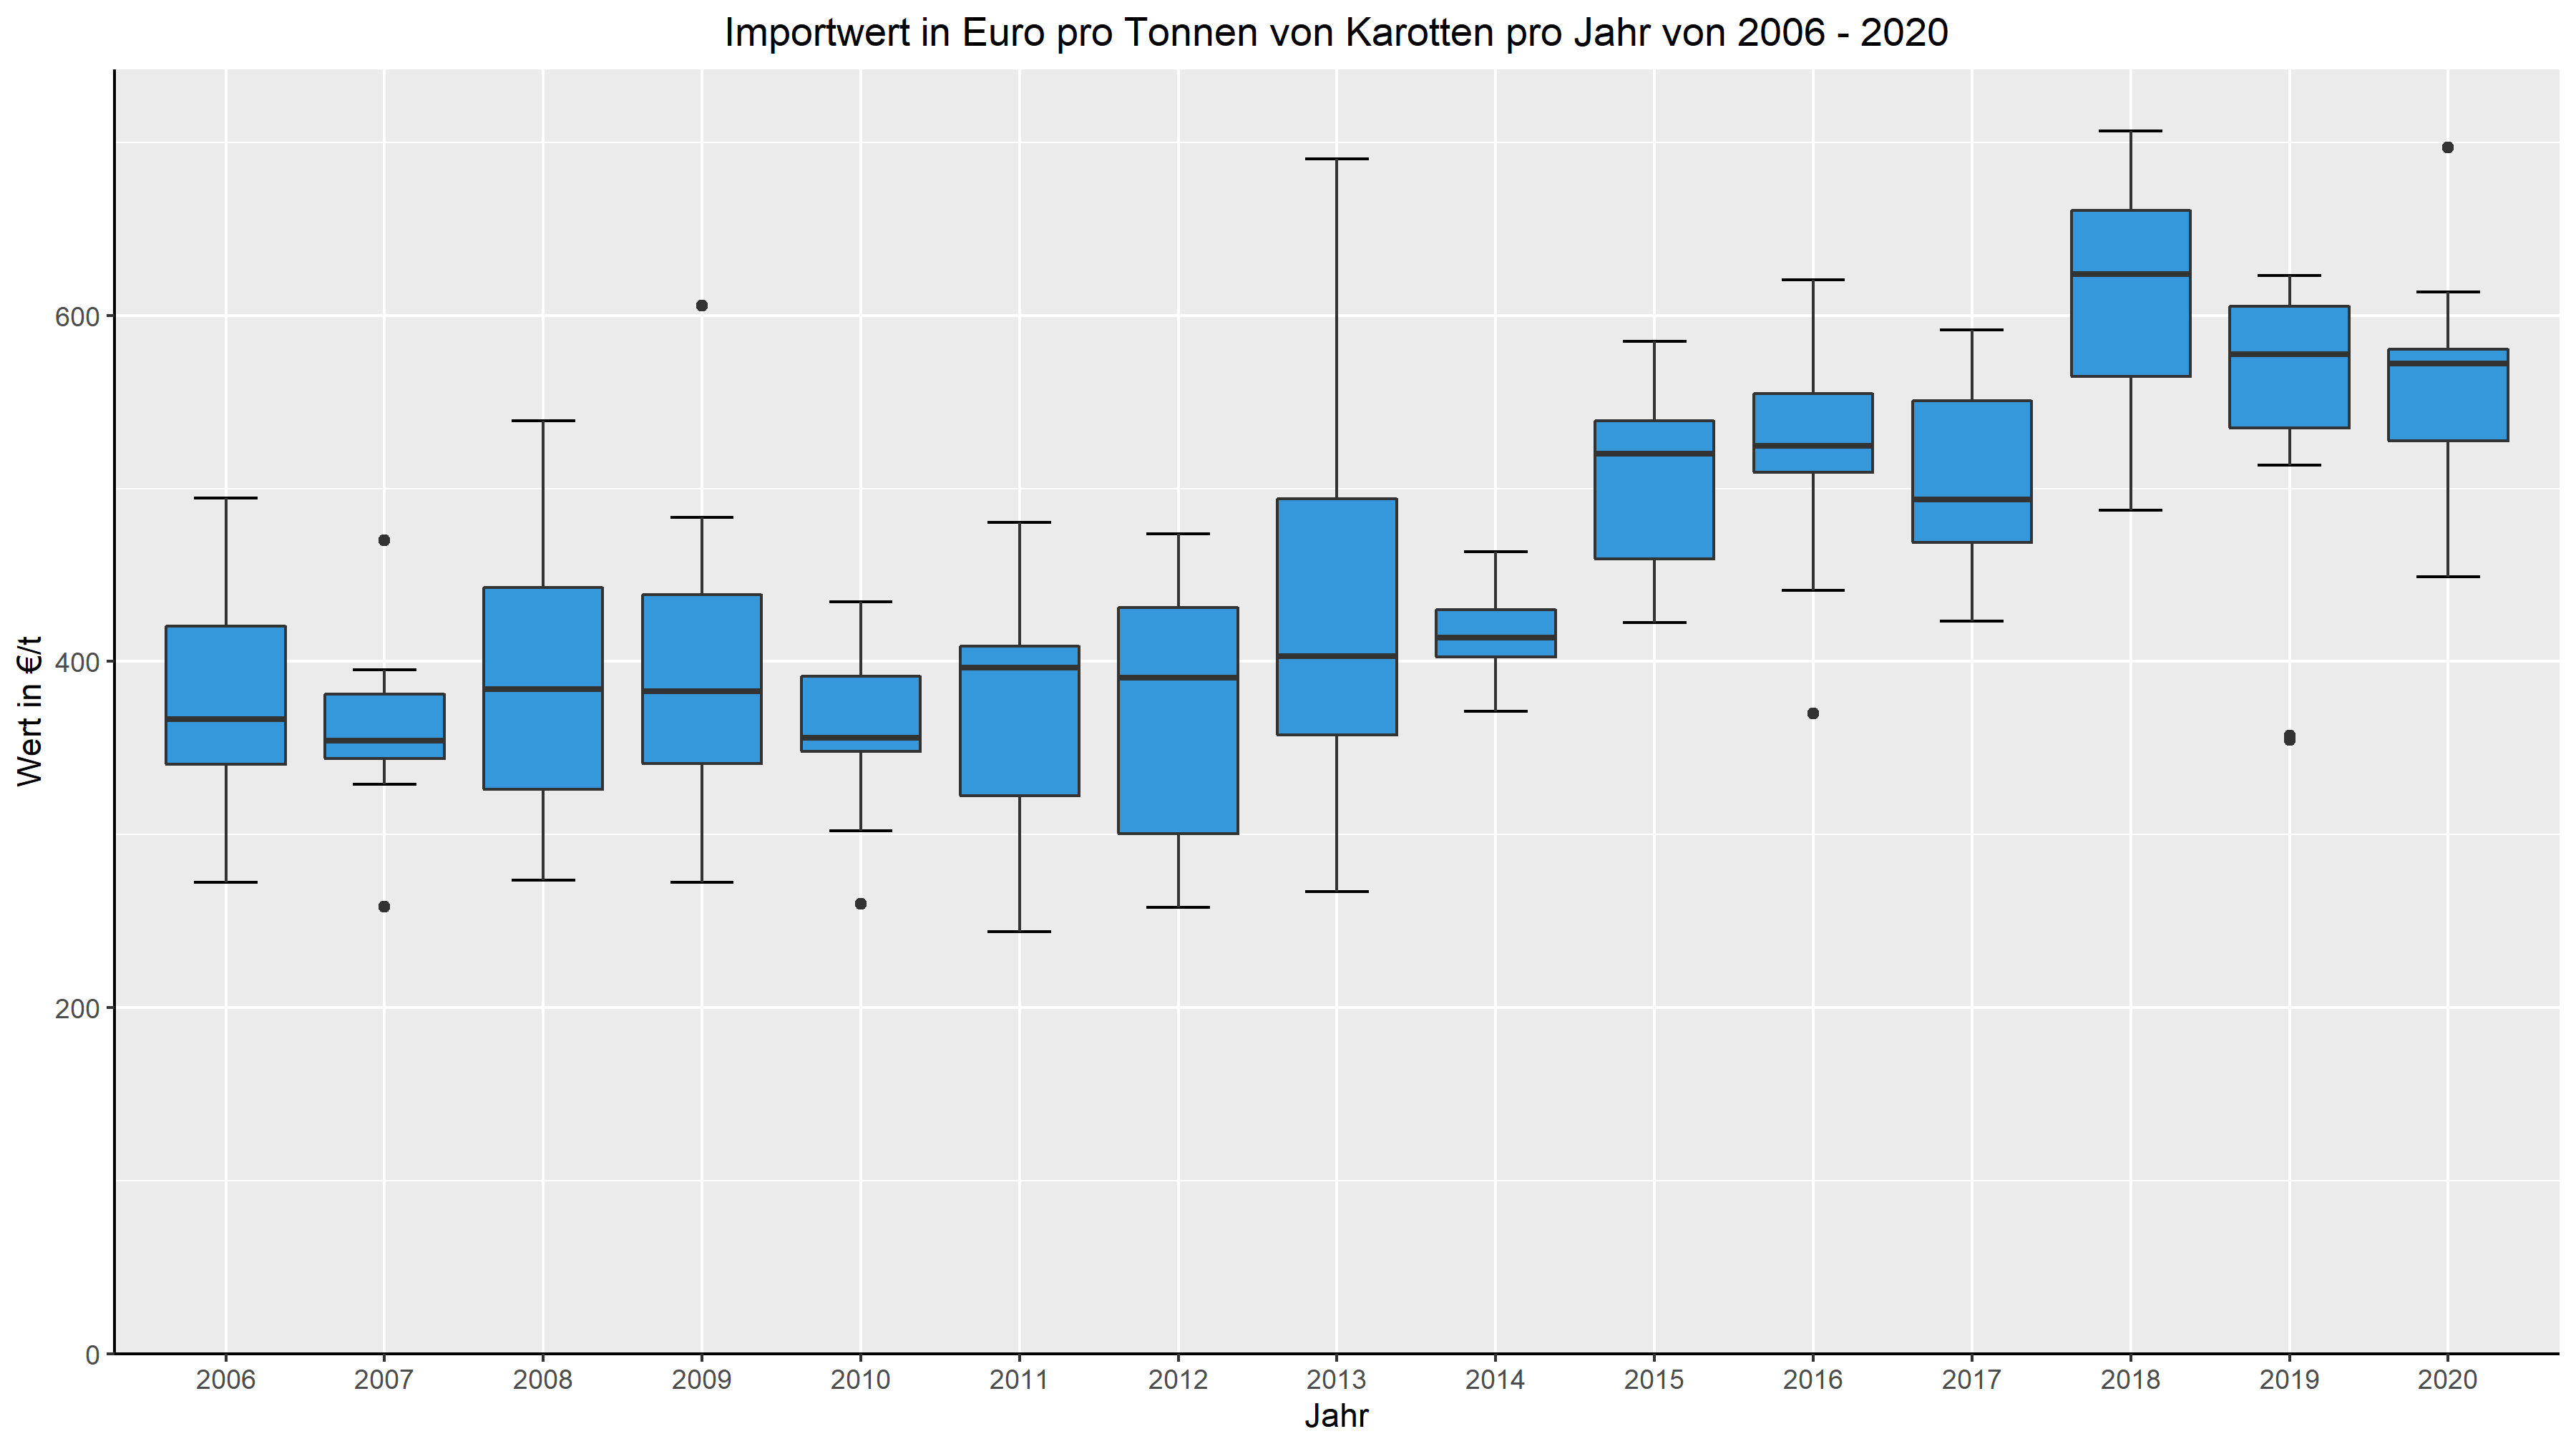 Importwert in Euro pro Tonnen von Karotten pro Jahr von 2006 - 2020
Wert in €/t
600
400
200
0
2006 2007 2008 2009 2010 2011 2012 2013 2014 2015 2016 2017 2018 2019 2020
Jahr